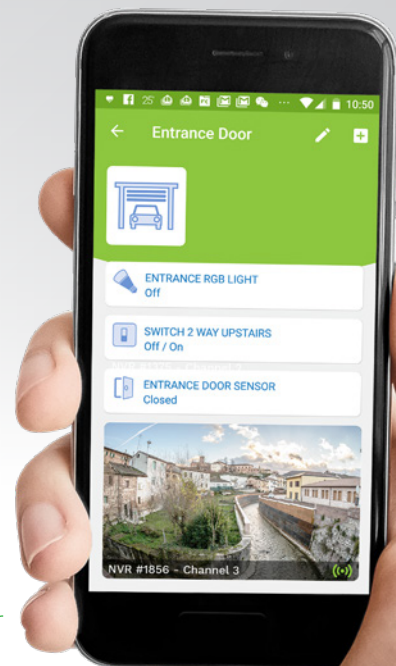 25
10:50
Entrance Door
ENTRANCE RGB LIGHT
Off
SWITCH 2 WAY UPSTAIRS
Off / On
ENTRANCE DOOR SENSOR
Closed
NVR #1856 - Channel 3